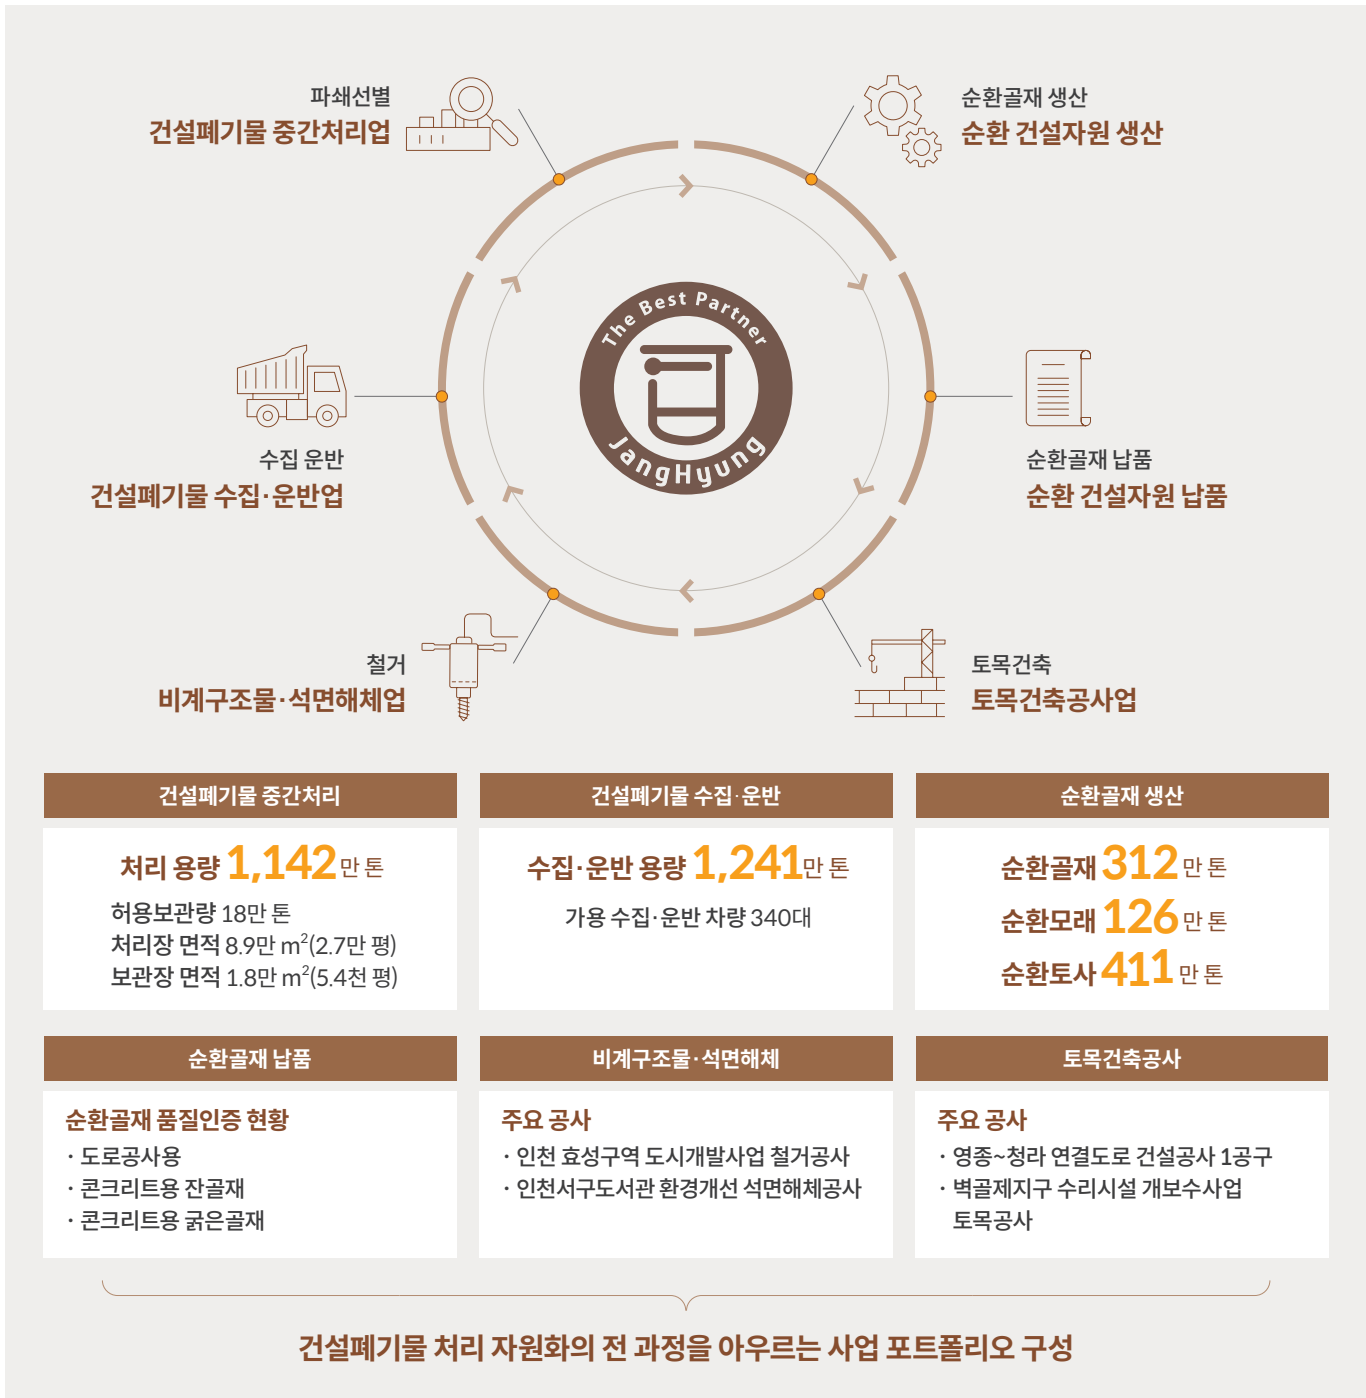 파쇄선별
건설폐기물 중간처리업
순환골재 생산
순환 건설자원 생산
The Best Partner
JangHyung
수집 운반
건설폐기물 수집·운반업
순환골재 납품
순환 건설자원 납품
철거
비계구조물·석면해체업
토목건축
토목건축공사업
건설폐기물 중간처리
처리 용량 1,142만 톤
허용보관량 18만 톤
처리장 면적 8.9만 m²(2.7만 평)
보관장 면적 1.8만 m²(5.4천 평)
건설폐기물 수집·운반
수집·운반 용량 1,241만 톤
가용 수집·운반 차량 340대
순환골재 생산
순환골재 312만 톤
순환모래 126만 톤
순환토사 411만 톤
순환골재 납품
순환골재 품질인증 현황
· 도로공사용
· 콘크리트용 잔골재
· 콘크리트용 굵은골재
비계구조물·석면해체
주요 공사
· 인천 효성구역 도시개발사업 철거공사
· 인천서구도서관 환경개선 석면해체공사
토목건축공사
주요 공사
· 영종~청라 연결도로 건설공사 1공구
· 벽골제지구 수리시설 개보수사업
토목공사
건설폐기물 처리 자원화의 전 과정을 아우르는 사업 포트폴리오 구성